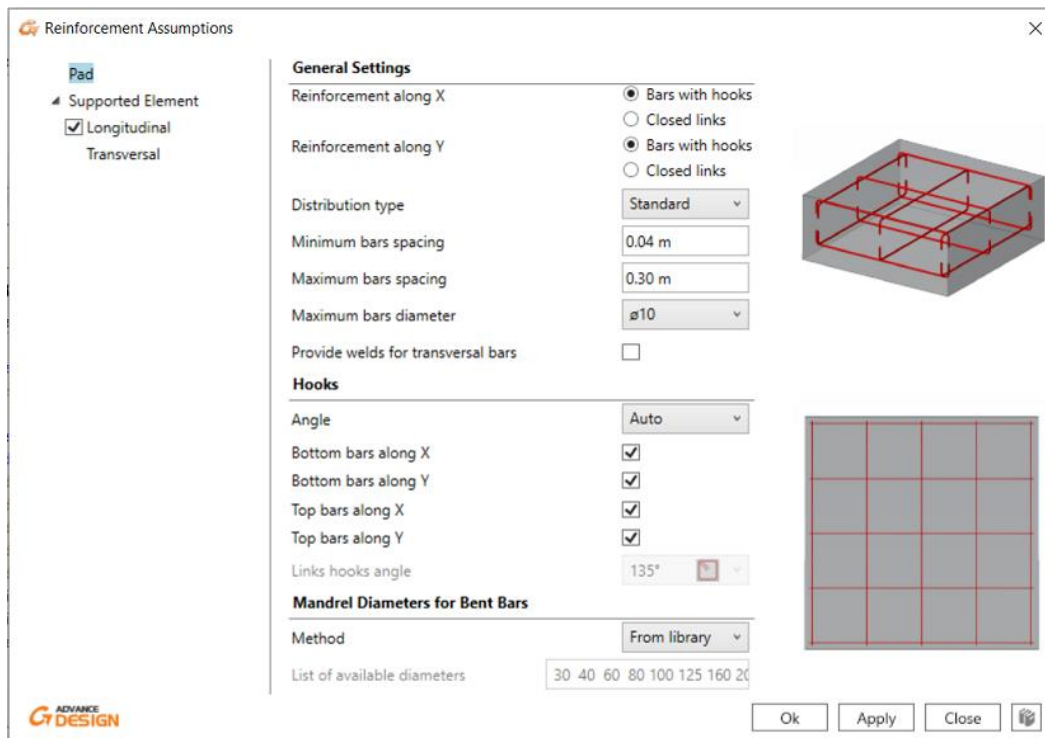 Reinforcement Assumptions
Pad
Supported Element
Longitudinal
Transversal
General Settings
Reinforcement along X
Bars with hooks
Closed links
Reinforcement along Y
Bars with hooks
Closed links
Distribution type
Standard
Minimum bars spacing
0.04 m
Maximum bars spacing
0.30 m
Maximum bars diameter
ø10
Provide welds for transversal bars
Hooks
Angle
Auto
Bottom bars along X
Bottom bars along Y
Top bars along X
Top bars along Y
Links hooks angle
135°
Mandrel Diameters for Bent Bars
Method
From library
List of available diameters
30 40 60 80 100 125 160 20
ADVANCE
DESIGN
Ok
Apply
Close